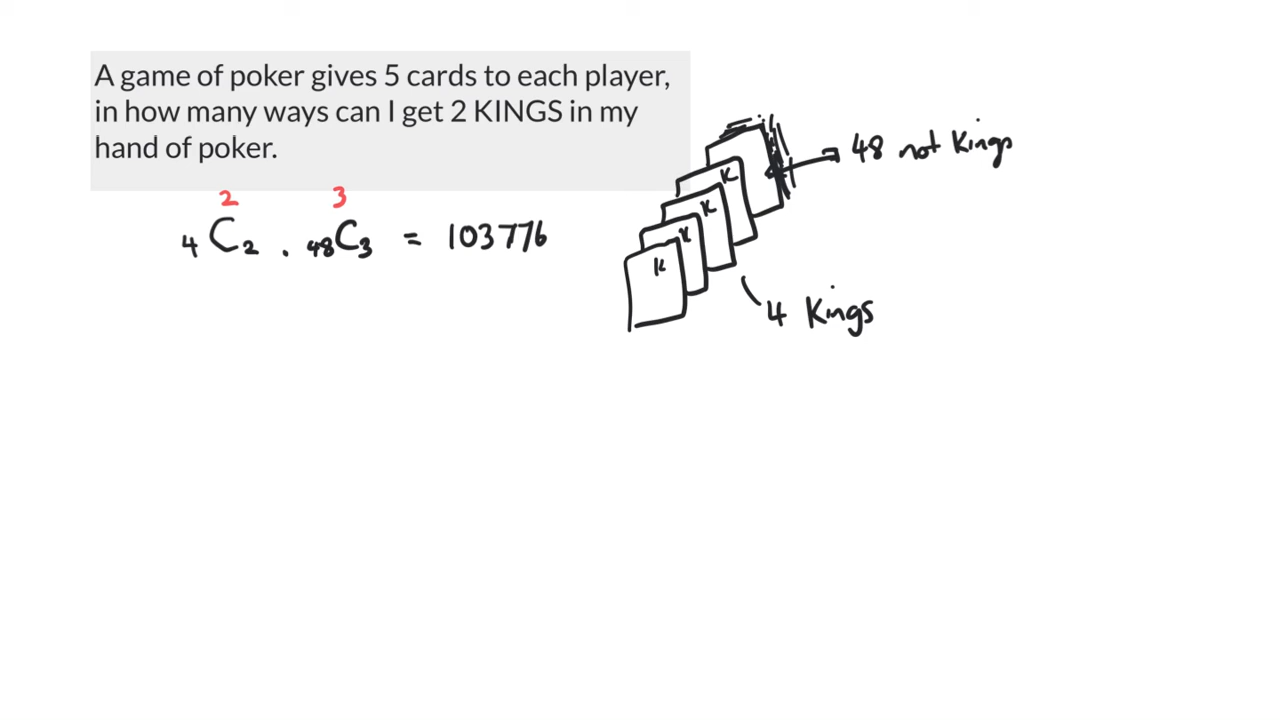 A game of poker gives 5 cards to each player,
in how many ways can I get 2 KINGS in my
hand of poker.
2 3
4C2 . 48C3 = 103776
K
K
K
K
48 not Kings
4 Kings